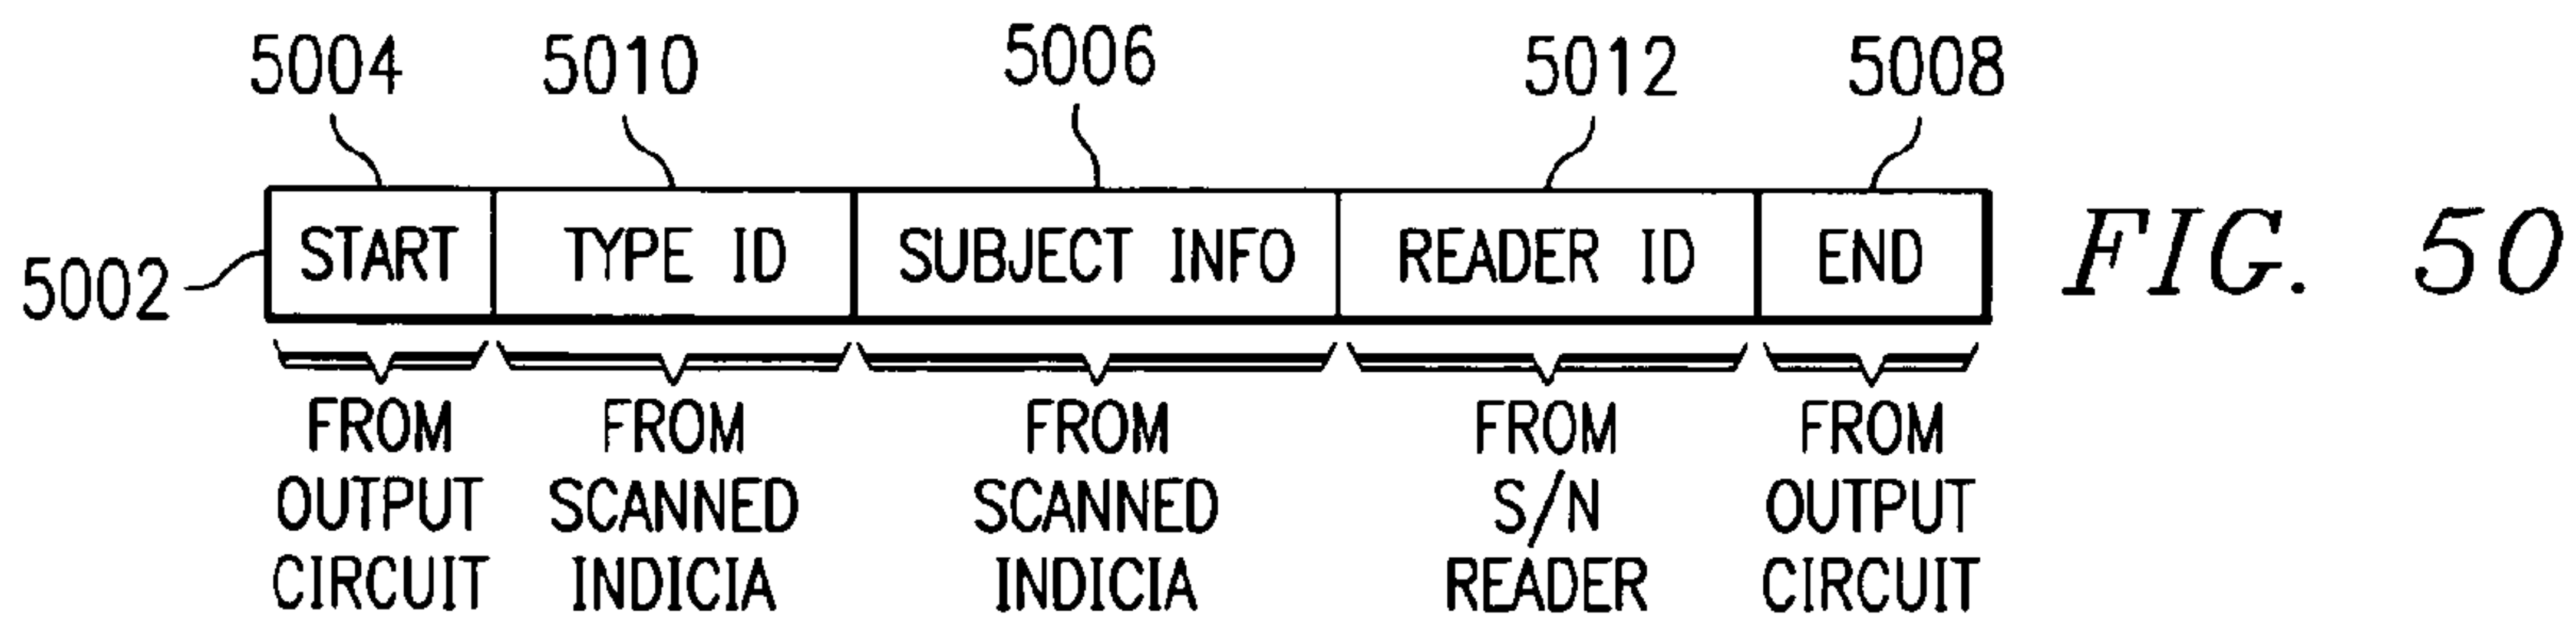 5004 5010 5006 5012 5008
5002 START TYPE ID SUBJECT INFO READER ID END FIG. 50
FROM FROM FROM FROM FROM
OUTPUT SCANNED SCANNED S/N OUTPUT
CIRCUIT INDICIA INDICIA READER CIRCUIT